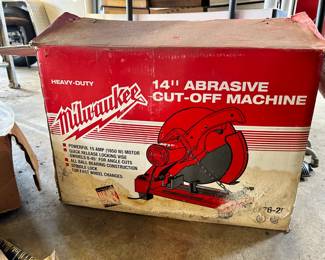 HEAVY-DUTY
Milwaukee
14" ABRASIVE
CUT-OFF MACHINE
POWERFUL 15 AMP (1650 W) MOTOR
QUICK RELEASE LOCKING VISE
SWIVELS 0-45° FOR ANGLE CUTS
ALL BALL-BEARING CONSTRUCTION
SPINDLE LOCK
FOR FAST WHEEL CHANGES